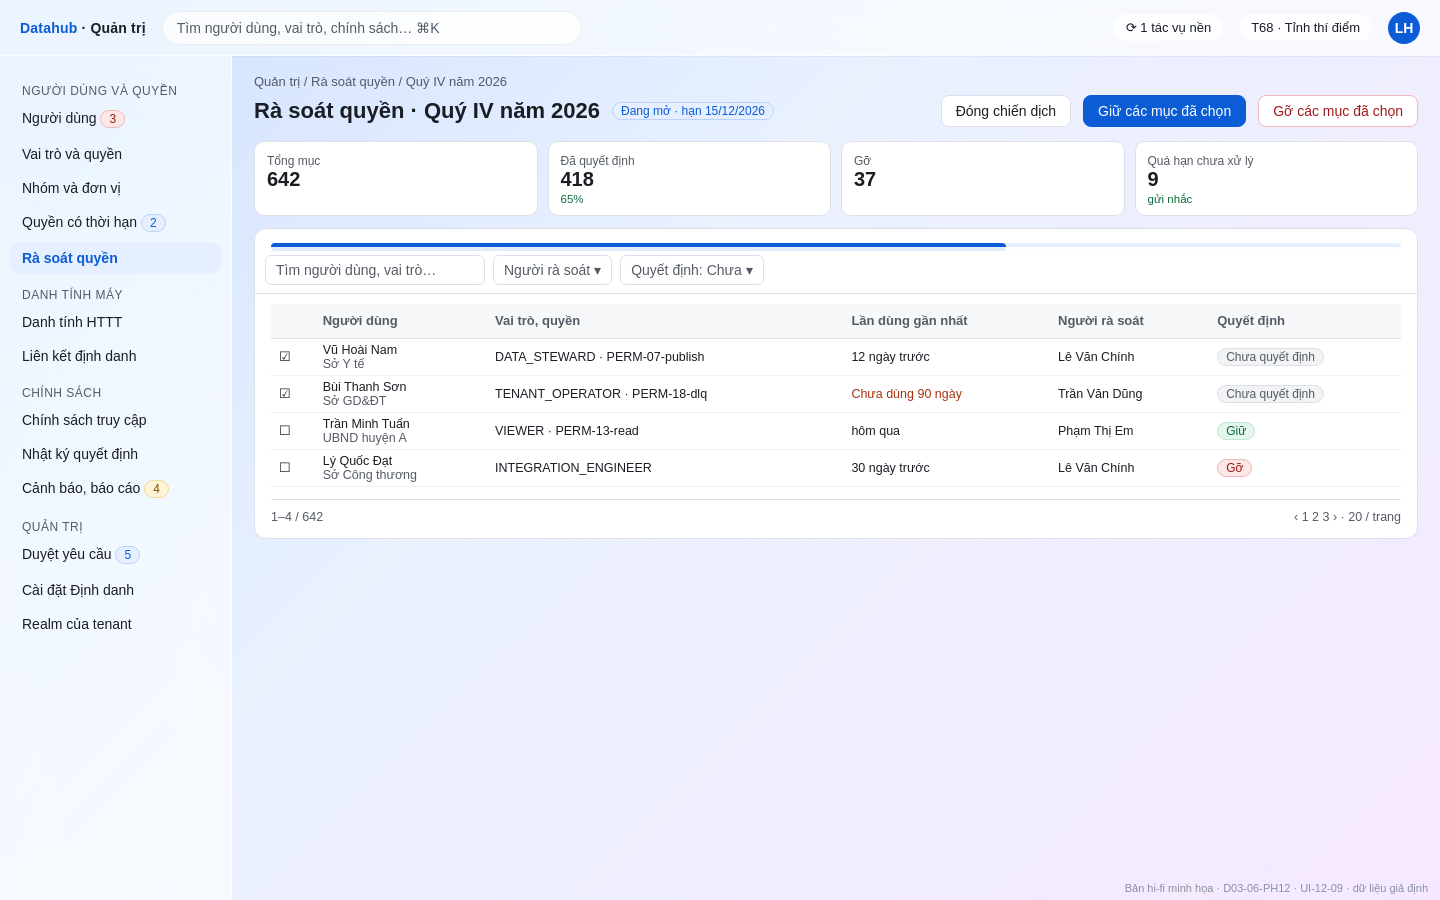 Datahub · Quản trị
Tìm người dùng, vai trò, chính sách… ⌘K
⟳ 1 tác vụ nền
T68 · Tỉnh thí điểm
LH
NGƯỜI DÙNG VÀ QUYỀN
Người dùng 3
Vai trò và quyền
Nhóm và đơn vị
Quyền có thời hạn 2
Rà soát quyền
DANH TÍNH MÁY
Danh tính HTTT
Liên kết định danh
CHÍNH SÁCH
Chính sách truy cập
Nhật ký quyết định
Cảnh báo, báo cáo 4
QUẢN TRỊ
Duyệt yêu cầu 5
Cài đặt Định danh
Realm của tenant
Quản trị / Rà soát quyền / Quý IV năm 2026
Rà soát quyền · Quý IV năm 2026
Đang mở · hạn 15/12/2026
Đóng chiến dịch
Giữ các mục đã chọn
Gỡ các mục đã chọn
Tổng mục
642
Đã quyết định
418
65%
Gỡ
37
Quá hạn chưa xử lý
9
gửi nhắc
Tìm người dùng, vai trò…
Người rà soát ▾
Quyết định: Chưa ▾
Người dùng Vai trò, quyền Lần dùng gần nhất Người rà soát Quyết định
☑ Vũ Hoài Nam DATA_STEWARD · PERM-07-publish 12 ngày trước Lê Văn Chính Chưa quyết định
Sở Y tế
☑ Bùi Thanh Sơn TENANT_OPERATOR · PERM-18-dlq Chưa dùng 90 ngày Trần Văn Dũng Chưa quyết định
Sở GD&ĐT
☐ Trần Minh Tuấn VIEWER · PERM-13-read hôm qua Phạm Thị Em Giữ
UBND huyện A
☐ Lý Quốc Đạt INTEGRATION_ENGINEER 30 ngày trước Lê Văn Chính Gỡ
Sở Công thương
1–4 / 642
‹ 1 2 3 › · 20 / trang
Bản hi-fi minh họa · D03-06-PH12 · UI-12-09 · dữ liệu giả định